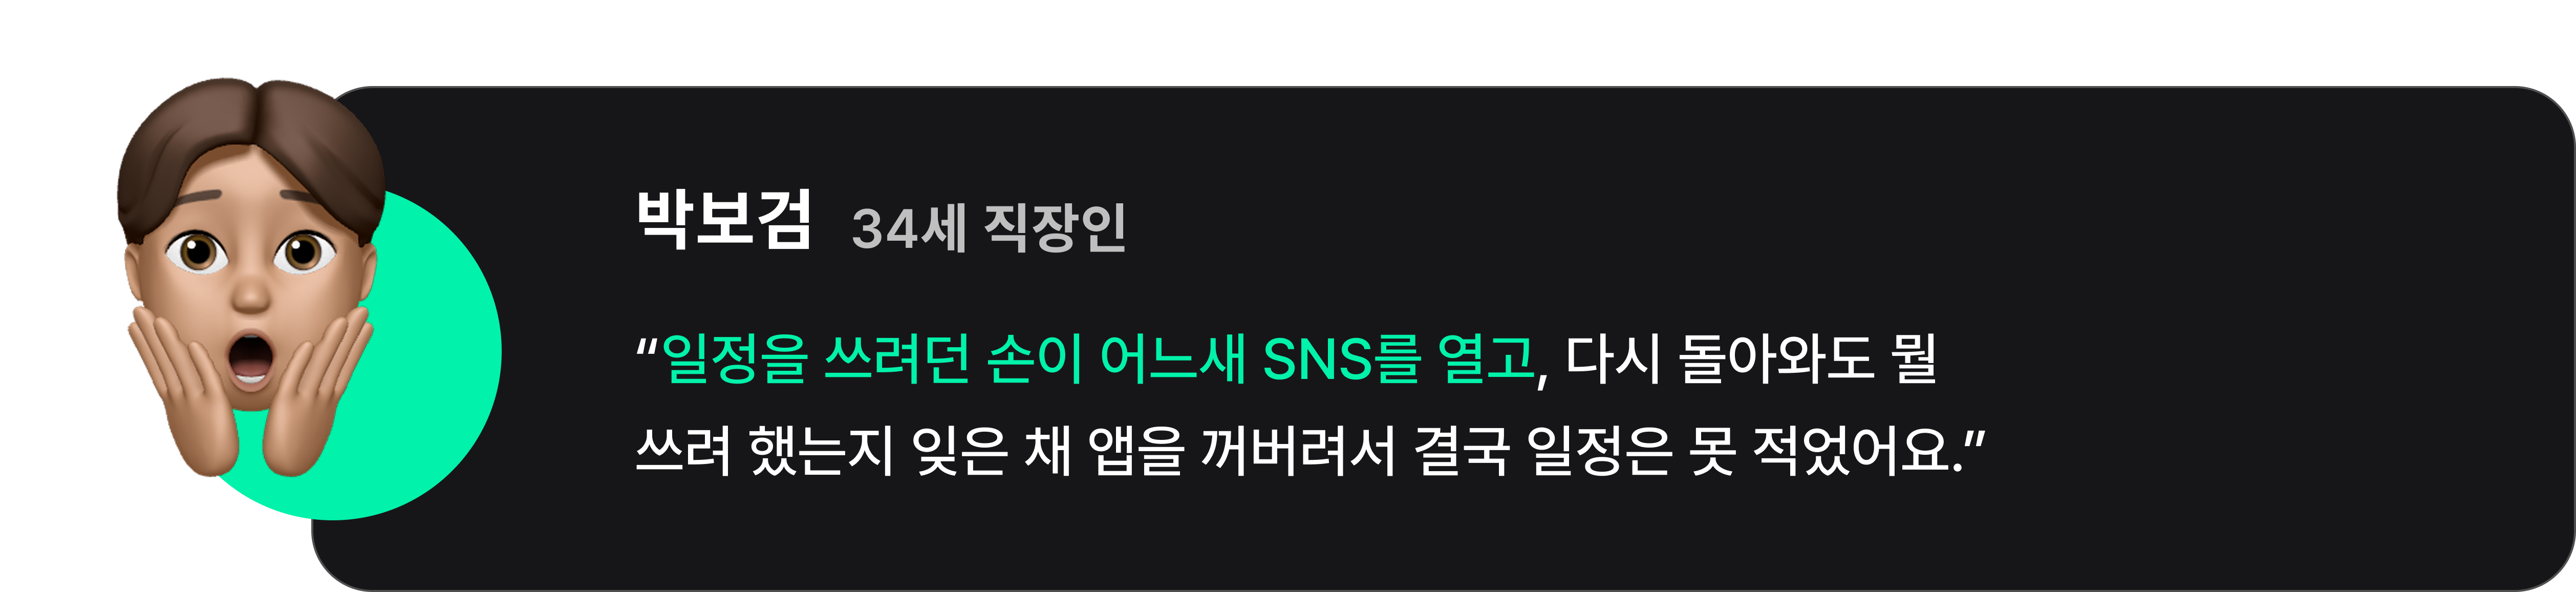 박보검 34세 직장인
“일정을 쓰려던 손이 어느새 SNS를 열고, 다시 돌아와도 뭘
쓰려 했는지 잊은 채 앱을 꺼버려서 결국 일정은 못 적었어요.”